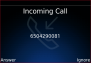 Incoming Call
6504290081
Answer
Ignore